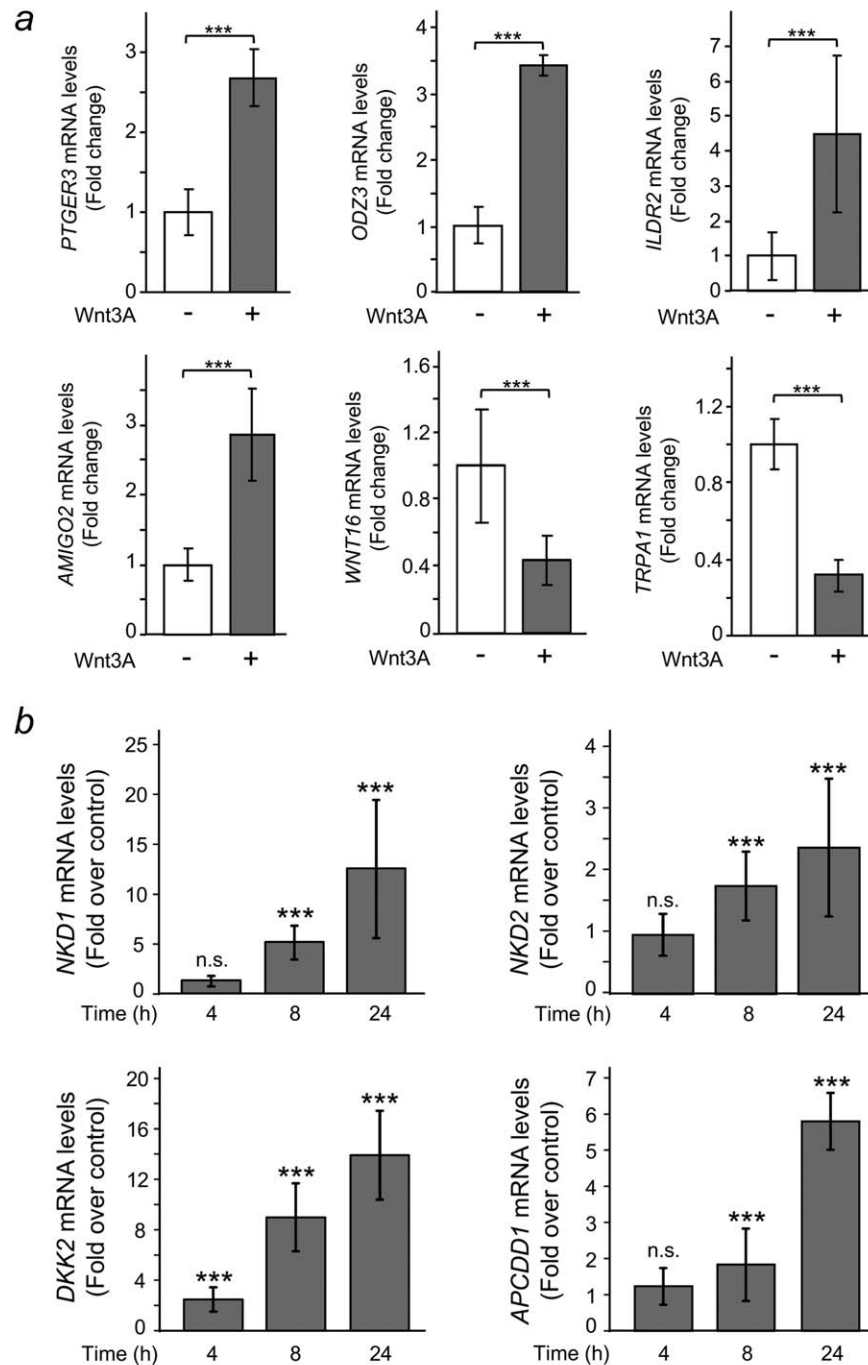 a
PTGER3 mRNA levels
(Fold change)
3
2
1
0
***
Wnt3A - +
ODZ3 mRNA levels
(Fold change)
4
3
2
1
0
***
Wnt3A - +
ILDR2 mRNA levels
(Fold change)
7
6
5
4
3
2
1
0
***
Wnt3A - +
AMIGO2 mRNA levels
(Fold change)
3
2
1
0
***
Wnt3A - +
WNT16 mRNA levels
(Fold change)
1.6
1.2
0.8
0.4
0
***
Wnt3A - +
TRPA1 mRNA levels
(Fold change)
1.2
0.8
0.4
0
***
Wnt3A - +
b
NKD1 mRNA levels
(Fold over control)
25
20
15
10
5
0
n.s.
***
***
Time (h) 4 8 24
NKD2 mRNA levels
(Fold over control)
4
3
2
1
0
n.s.
***
***
Time (h) 4 8 24
DKK2 mRNA levels
(Fold over control)
20
16
12
8
4
0
***
***
***
Time (h) 4 8 24
APCDD1 mRNA levels
(Fold over control)
7
6
5
4
3
2
1
0
n.s.
***
***
Time (h) 4 8 24